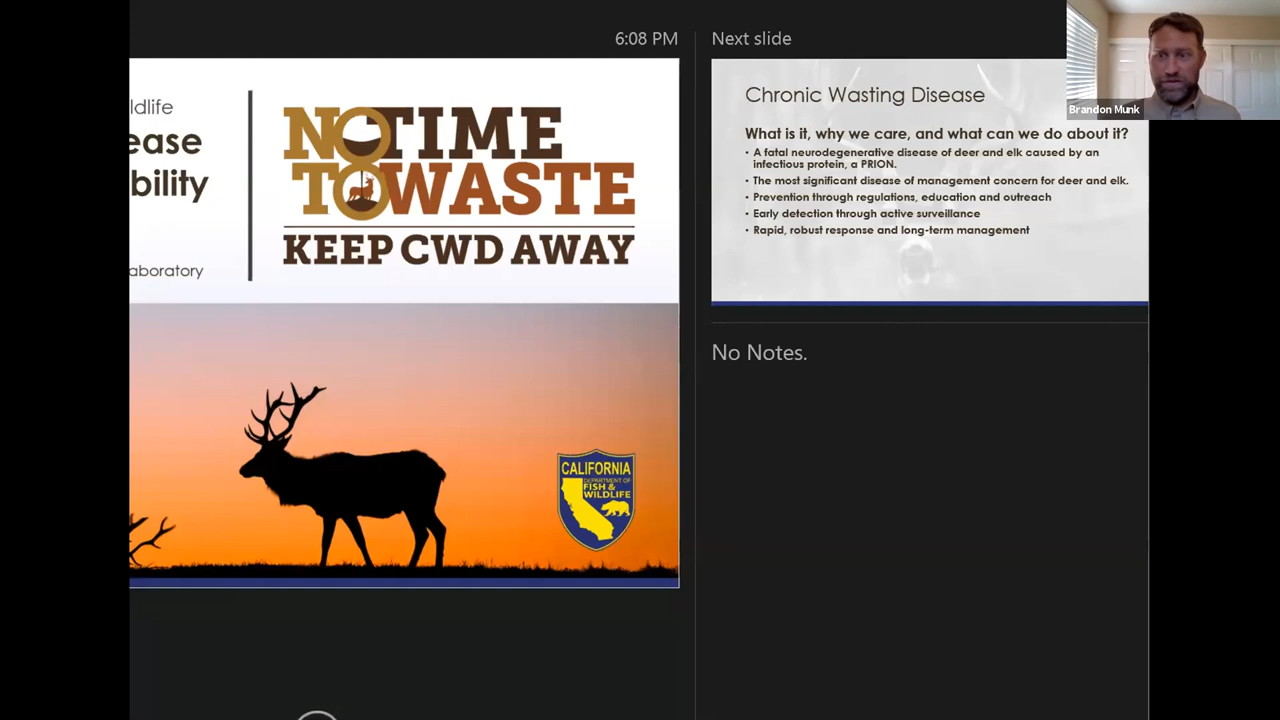 6:08 PM
Next slide
ldlife
ease
bility
aboratory
NO TIME
TO WASTE
KEEP CWD AWAY
CALIFORNIA
DEPARTMENT OF
FISH &
WILDLIFE
Chronic Wasting Disease
What is it, why we care, and what can we do about it?
• A fatal neurodegenerative disease of deer and elk caused by an
infectious protein, a PRION.
• The most significant disease of management concern for deer and elk.
• Prevention through regulations, education and outreach
• Early detection through active surveillance
• Rapid, robust response and long-term management
Brandon Munk
No Notes.